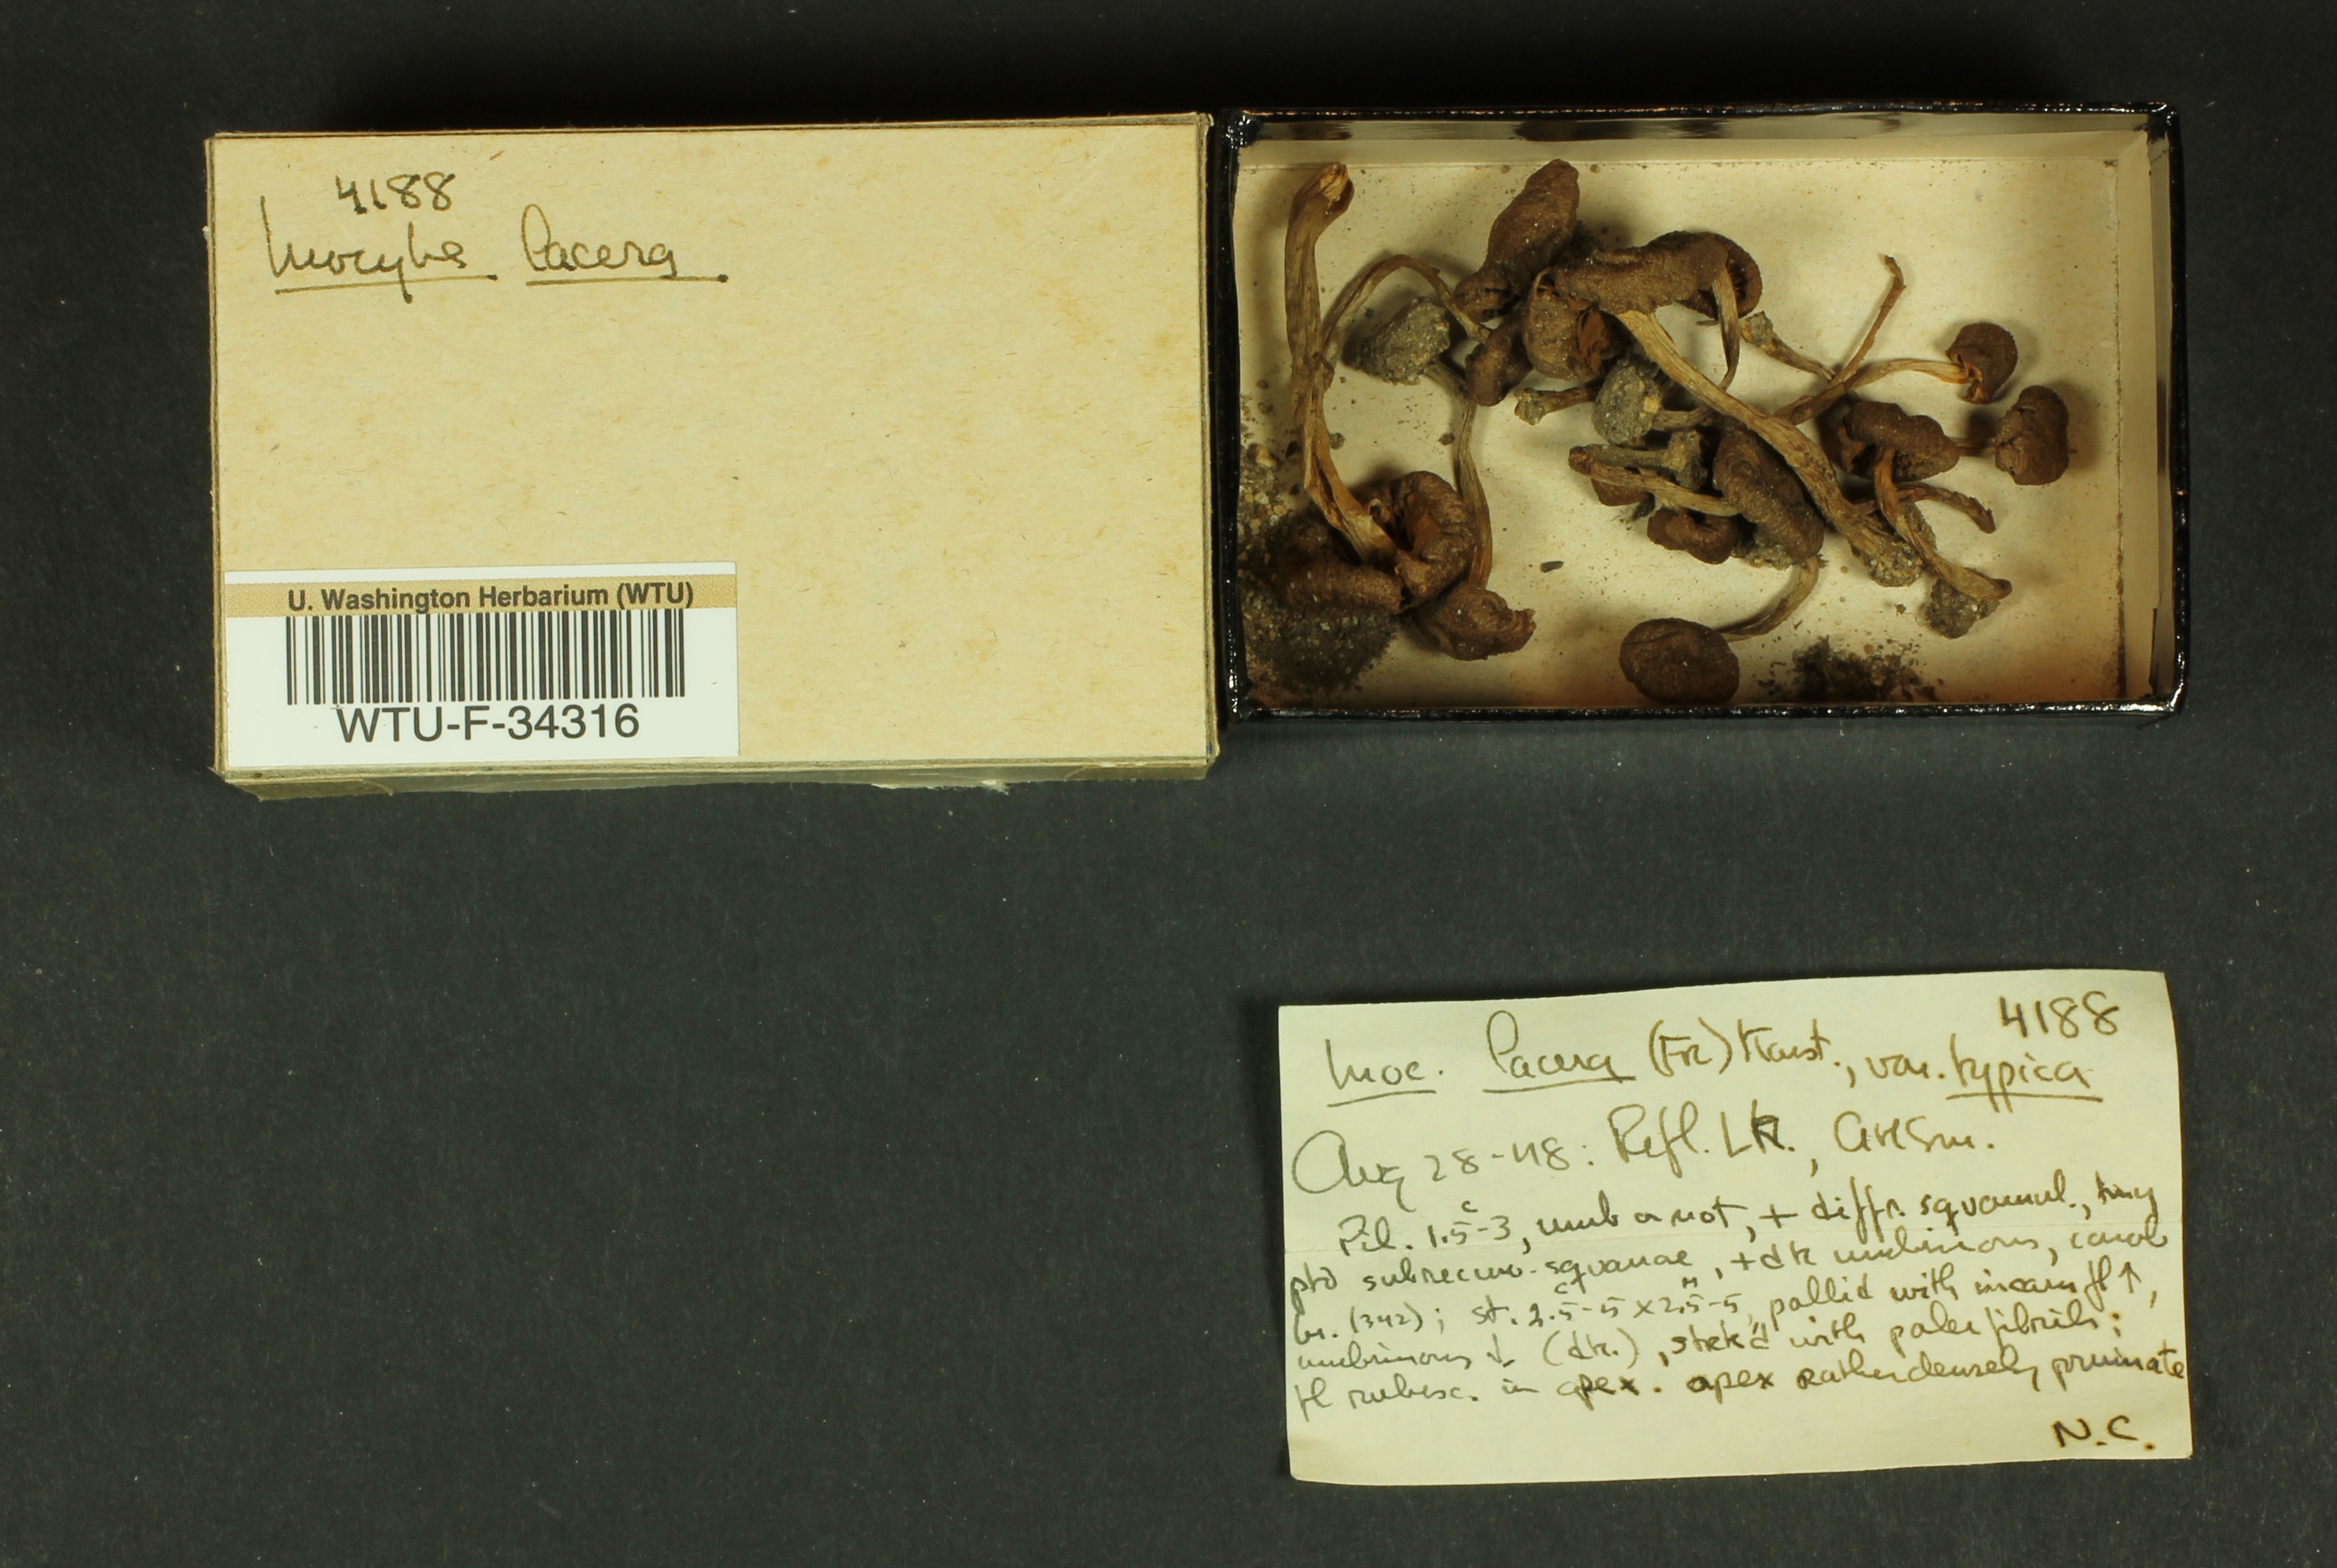 4188
Inocybe lacera
U. Washington Herbarium (WTU)
WTU-F-34316
4188
Inoc. lacera (Fr) Karst., var. typica
Aug 28-48: Refl. Lk., AHSm.
Pil. 1.5-3, umb or not, + diffr. squamul., tiny
ptd subrecurv. squamae, + dk umbrinous,
br. (342); st. 2.5-5 x 2.5-5, pallid with incarn fl ↑,
umbrinous ↓ (dk.), strk'd with paler fibrils;
fl rubesc. in apex. apex rather densely pruinate
N.C.